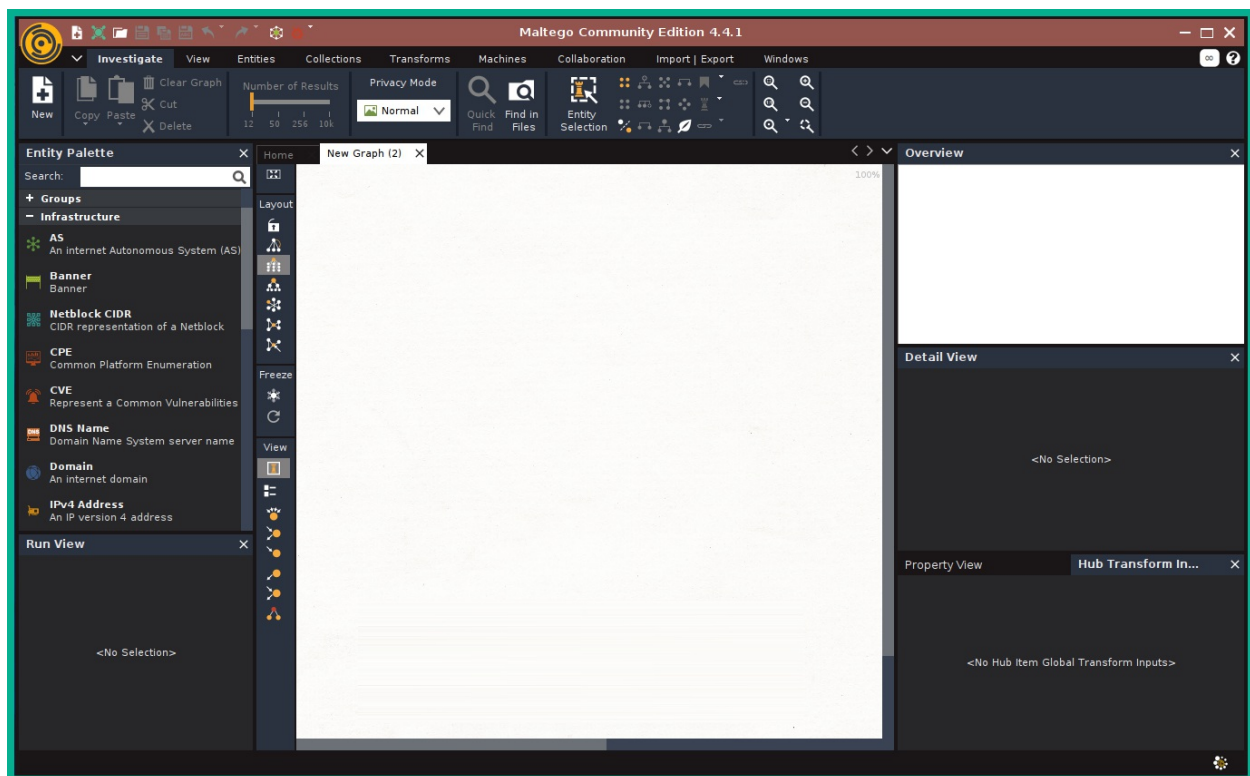 Maltego Community Edition 4.4.1
Investigate View Entities Collections Transforms Machines Collaboration Import | Export Windows
New
Copy Paste
Clear Graph
Cut
Delete
Number of Results
12 50 256 10k
Privacy Mode
Normal
Quick Find
Find in Files
Entity Selection
Entity Palette
Search:
+ Groups
− Infrastructure
AS
An internet Autonomous System (AS)
Banner
Banner
Netblock CIDR
CIDR representation of a Netblock
CPE
Common Platform Enumeration
CVE
Represent a Common Vulnerabilities
DNS
DNS Name
Domain Name System server name
Domain
An internet domain
IPv4 Address
An IP version 4 address
Run View
<No Selection>
Home New Graph (2)
100%
Layout
Freeze
View
Overview
Detail View
<No Selection>
Property View Hub Transform In...
<No Hub Item Global Transform Inputs>